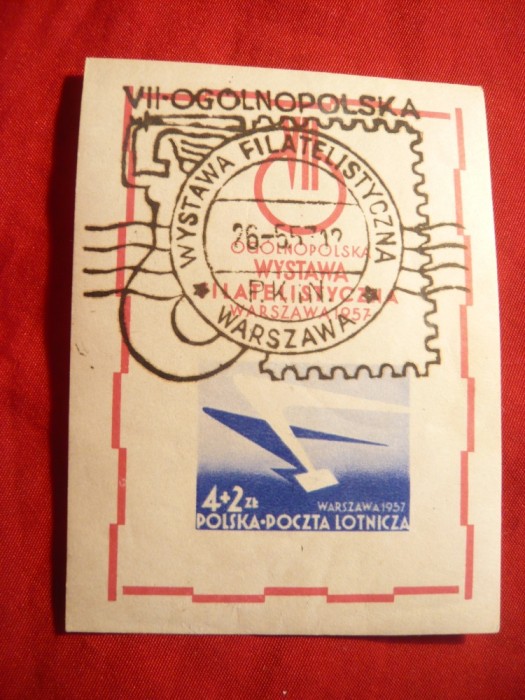 VII-OGÓLNOPOLSKA
WYSTAWA FILATELISTYCZNA
VII
26-5.57 12
OGÓLNOPOLSKA
WYSTAWA
P.K.i.N.
FILATELISTYCZNA
WARSZAWA 1957
WARSZAWA
4+2 ZŁ
WARSZAWA 1957
POLSKA·POCZTA LOTNICZA